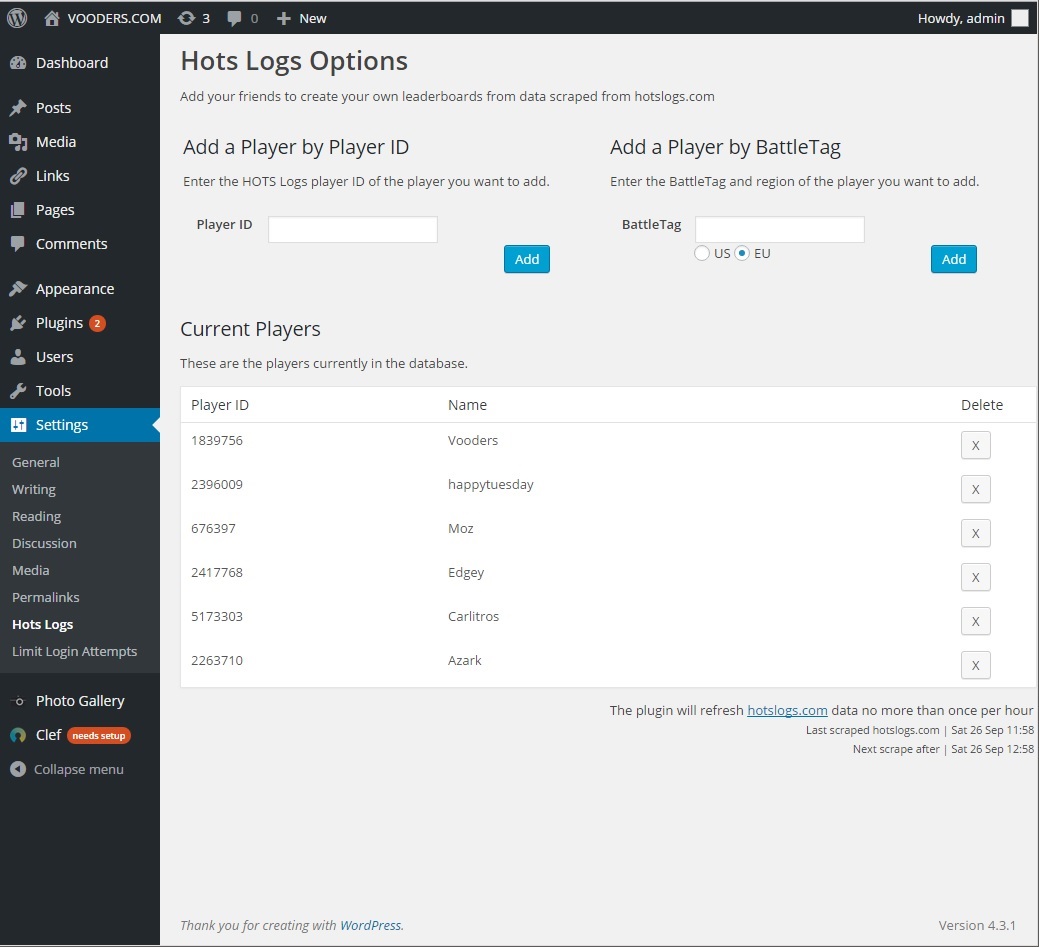 VOODERS.COM 3 0 New Howdy, admin
Dashboard
Posts
Media
Links
Pages
Comments
Appearance
Plugins 2
Users
Tools
Settings
General
Writing
Reading
Discussion
Media
Permalinks
Hots Logs
Limit Login Attempts
Photo Gallery
Clef needs setup
Collapse menu
Hots Logs Options
Add your friends to create your own leaderboards from data scraped from hotslogs.com
Add a Player by Player ID
Enter the HOTS Logs player ID of the player you want to add.
Player ID
Add
Add a Player by BattleTag
Enter the BattleTag and region of the player you want to add.
BattleTag
US EU
Add
Current Players
These are the players currently in the database.
Player ID Name Delete
1839756 Vooders X
2396009 happytuesday X
676397 Moz X
2417768 Edgey X
5173303 Carlitros X
2263710 Azark X
The plugin will refresh hotslogs.com data no more than once per hour
Last scraped hotslogs.com | Sat 26 Sep 11:58
Next scrape after | Sat 26 Sep 12:58
Thank you for creating with WordPress. Version 4.3.1